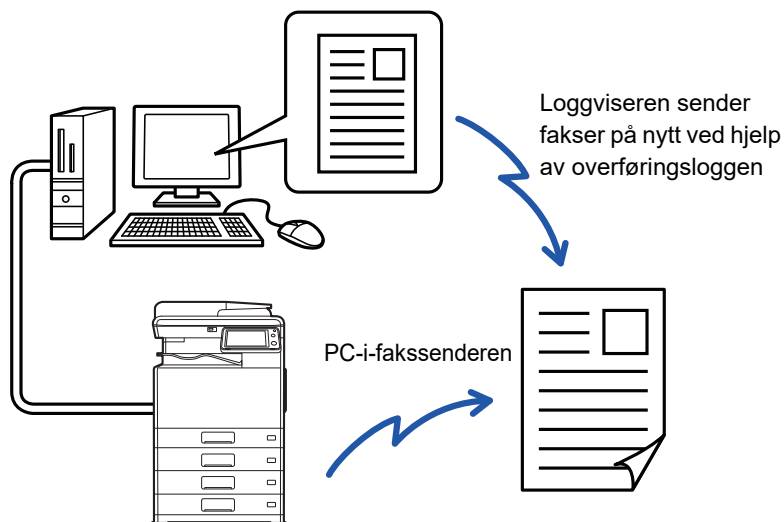 Loggviseren sender
fakser på nytt ved hjelp
av overføringsloggen
PC-i-fakssenderen